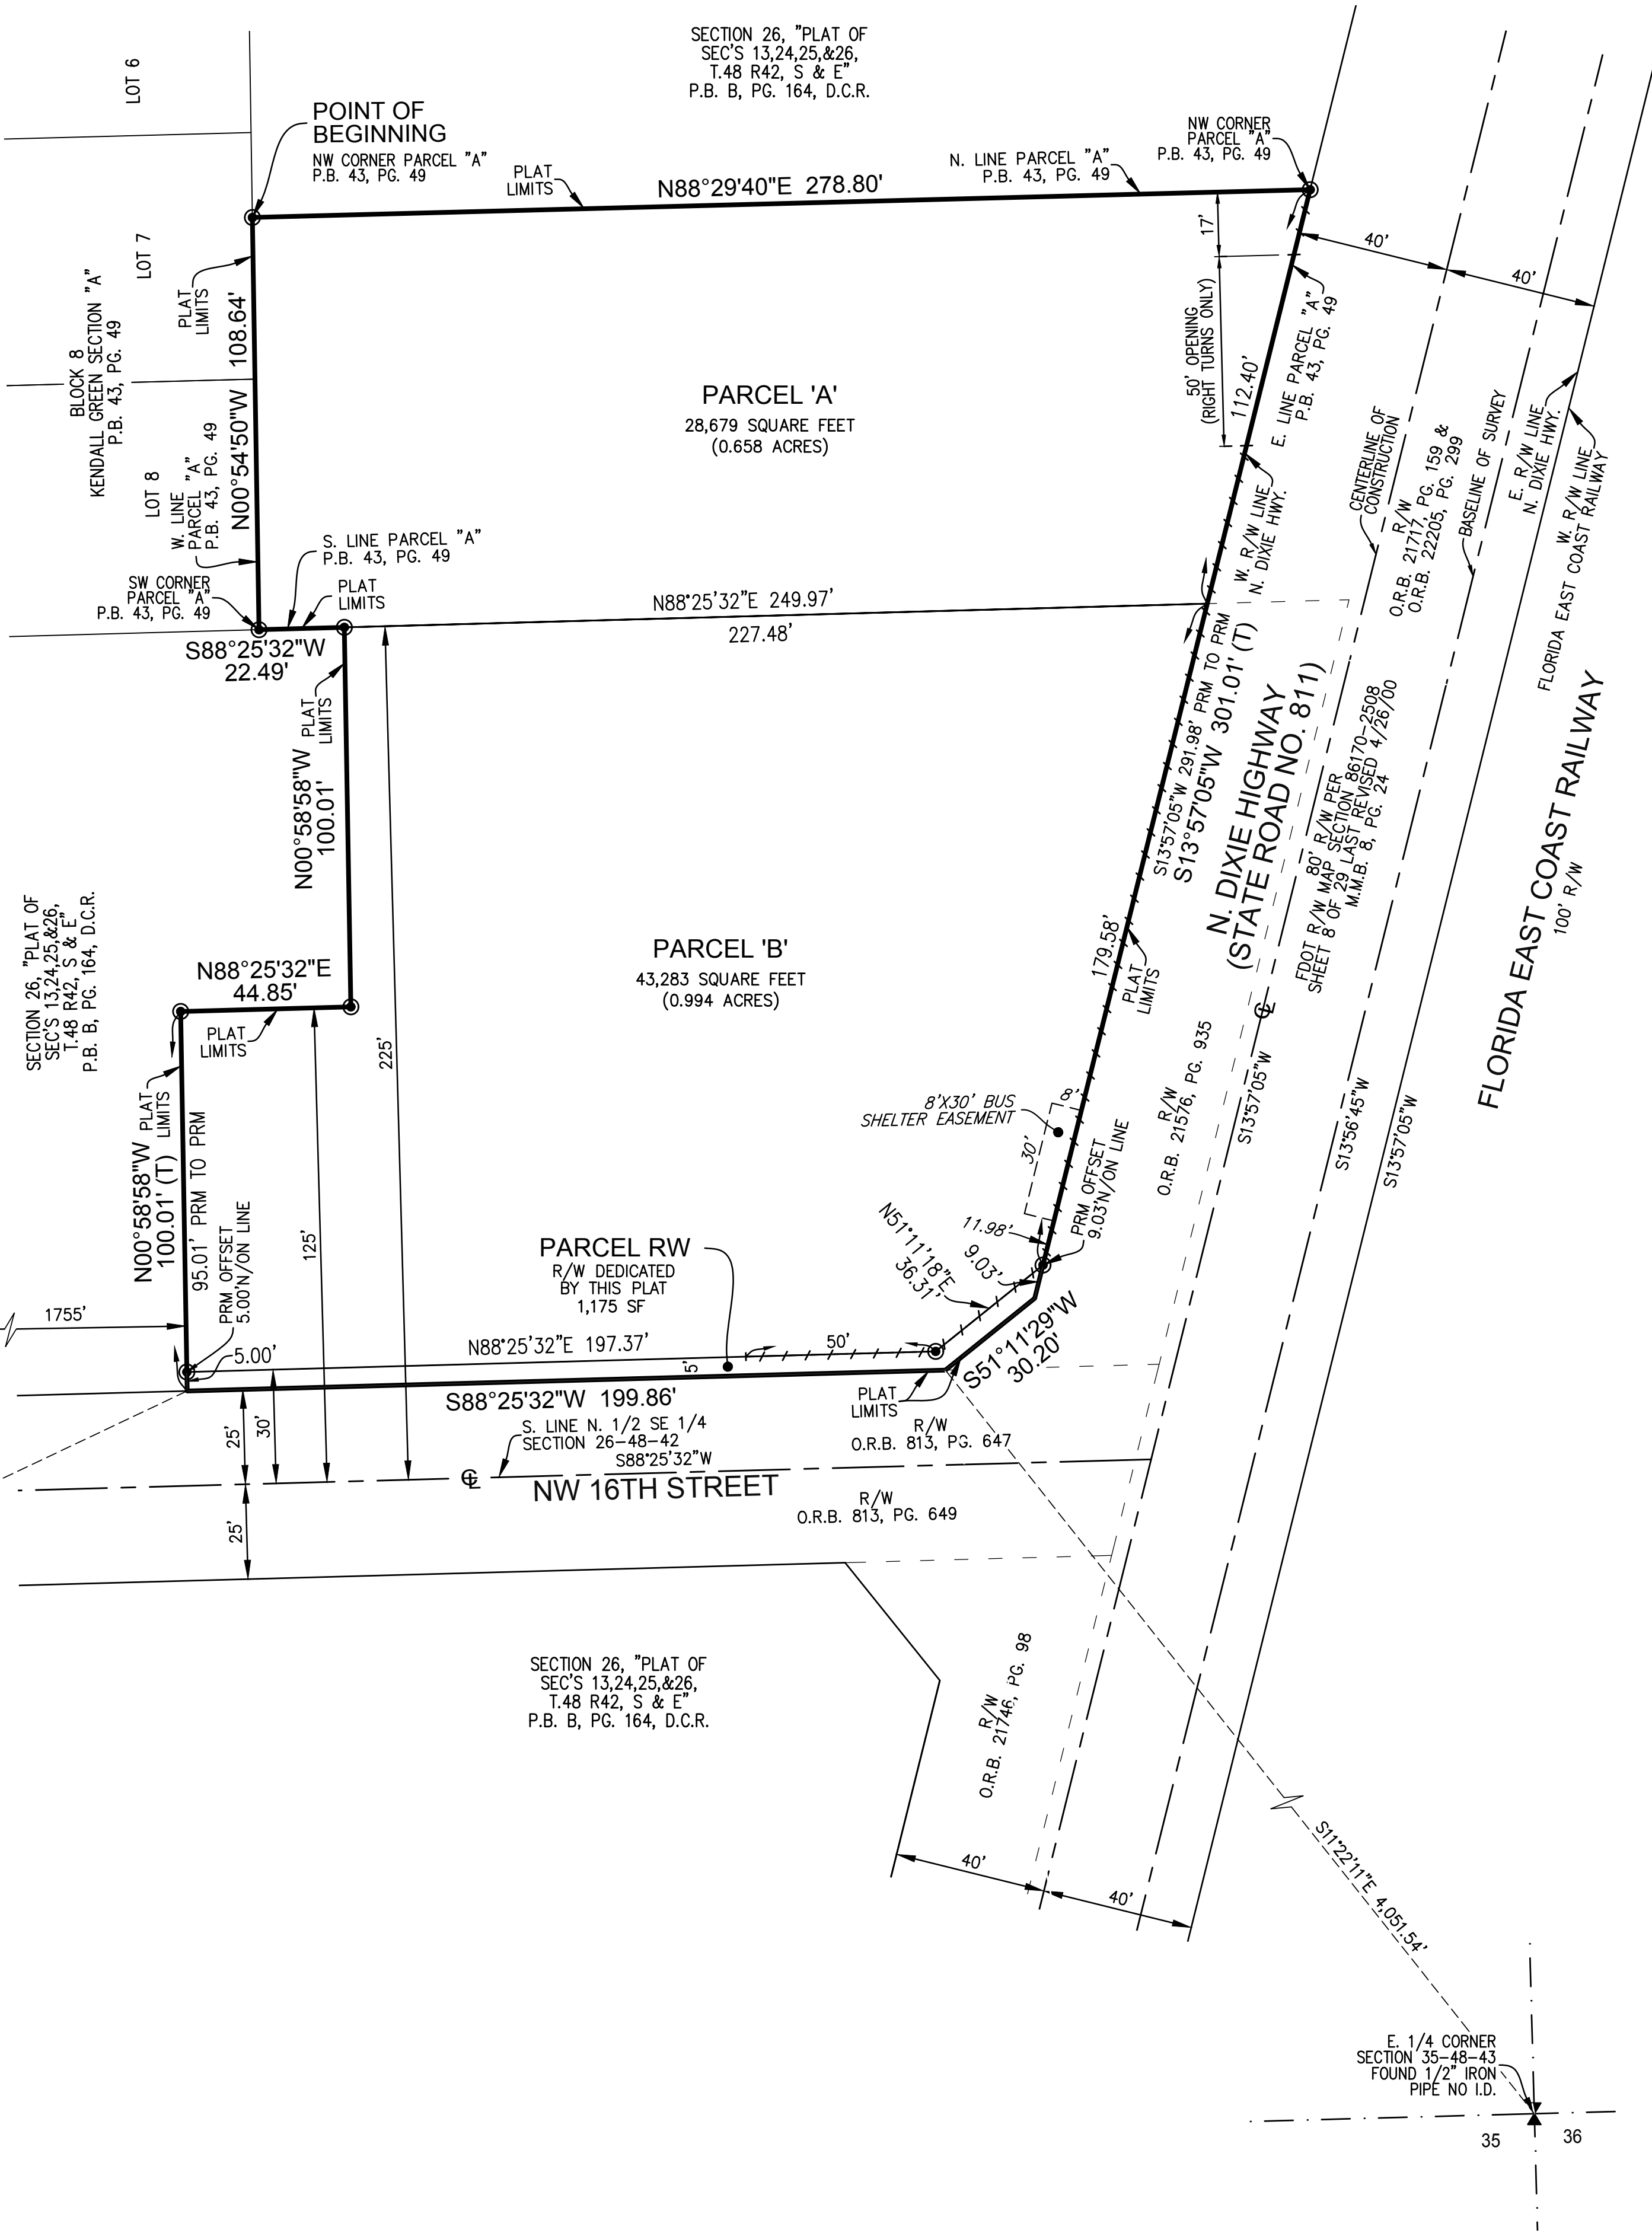 SECTION 26, "PLAT OF
SEC'S 13,24,25,&26,
T.48 R42, S & E"
P.B. B, PG. 164, D.C.R.
LOT 6
POINT OF
BEGINNING
NW CORNER PARCEL "A"
P.B. 43, PG. 49
PLAT
LIMITS
N88°29'40"E 278.80'
N. LINE PARCEL "A"
P.B. 43, PG. 49
NW CORNER
PARCEL "A"
P.B. 43, PG. 49
LOT 7
PLAT
LIMITS
17'
40'
40'
BLOCK 8
KENDALL GREEN SECTION "A"
P.B. 43, PG. 49
N00°54'50"W 108.64'
50' OPENING
(RIGHT TURNS ONLY)
112.40'
E. LINE PARCEL "A"
P.B. 43, PG. 49
PARCEL 'A'
28,679 SQUARE FEET
(0.658 ACRES)
LOT 8
W. LINE
PARCEL "A"
P.B. 43, PG. 49
W. R/W LINE
N. DIXIE HWY.
CENTERLINE OF
CONSTRUCTION
R/W
O.R.B. 21717, PG. 159 &
O.R.B. 22205, PG. 299
BASELINE OF SURVEY
E. R/W LINE
N. DIXIE HWY.
W. R/W LINE
FLORIDA EAST COAST RAILWAY
S. LINE PARCEL "A"
P.B. 43, PG. 49
SW CORNER
PARCEL "A"
P.B. 43, PG. 49
PLAT
LIMITS
S88°25'32"W
22.49'
N88°25'32"E 249.97'
227.48'
PLAT
LIMITS
N00°58'58"W
100.01'
S13°57'05"W 291.98' PRM TO PRM
S13°57'05"W 301.01' (T)
N. DIXIE HIGHWAY
(STATE ROAD NO. 811)
80' R/W PER
FDOT R/W MAP SECTION 86170-2508
SHEET 8 OF 29 LAST REVISED 4/26/00
M.M.B. 8, PG. 24
FLORIDA EAST COAST RAILWAY
100' R/W
SECTION 26, "PLAT OF
SEC'S 13,24,25,&26,
T.48 R42, S & E"
P.B. B, PG. 164, D.C.R.
PARCEL 'B'
43,283 SQUARE FEET
(0.994 ACRES)
179.58'
PLAT
LIMITS
N88°25'32"E
44.85'
PLAT
LIMITS
225'
125'
PLAT
LIMITS
N00°58'58"W
100.01' (T)
95.01' PRM TO PRM
PRM OFFSET
5.00'N/ON LINE
8'X30' BUS
SHELTER EASEMENT
8'
30'
PRM OFFSET
9.03'N/ON LINE
R/W
O.R.B. 21576, PG. 935
S13°57'05"W
S13°56'45"W
S13°57'05"W
11.98'
N51°11'18"E
36.31'
9.03'
PARCEL RW
R/W DEDICATED
BY THIS PLAT
1,175 SF
1755'
5.00'
N88°25'32"E 197.37'
50'
5'
S51°11'29"W
30.20'
S88°25'32"W 199.86'
PLAT
LIMITS
25'
30'
S. LINE N. 1/2 SE 1/4
SECTION 26-48-42
S88°25'32"W
R/W
O.R.B. 813, PG. 647
℄
℄
NW 16TH STREET
R/W
O.R.B. 813, PG. 649
25'
SECTION 26, "PLAT OF
SEC'S 13,24,25,&26,
T.48 R42, S & E"
P.B. B, PG. 164, D.C.R.
R/W
O.R.B. 21746, PG. 98
40'
40'
S11°22'11"E 4,051.54'
E. 1/4 CORNER
SECTION 35-48-43
FOUND 1/2" IRON
PIPE NO I.D.
35
36